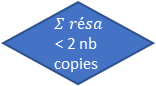 Σ résa
< 2 nb
copies